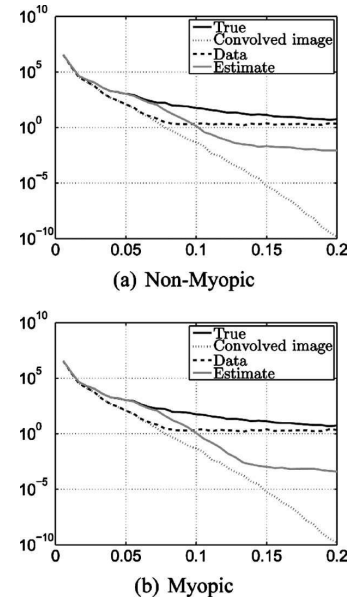 10^10
True
Convolved image
Data
Estimate
10^5
10^0
10^-5
10^-10
0 0.05 0.1 0.15 0.2
(a) Non-Myopic
10^10
True
Convolved image
Data
Estimate
10^5
10^0
10^-5
10^-10
0 0.05 0.1 0.15 0.2
(b) Myopic